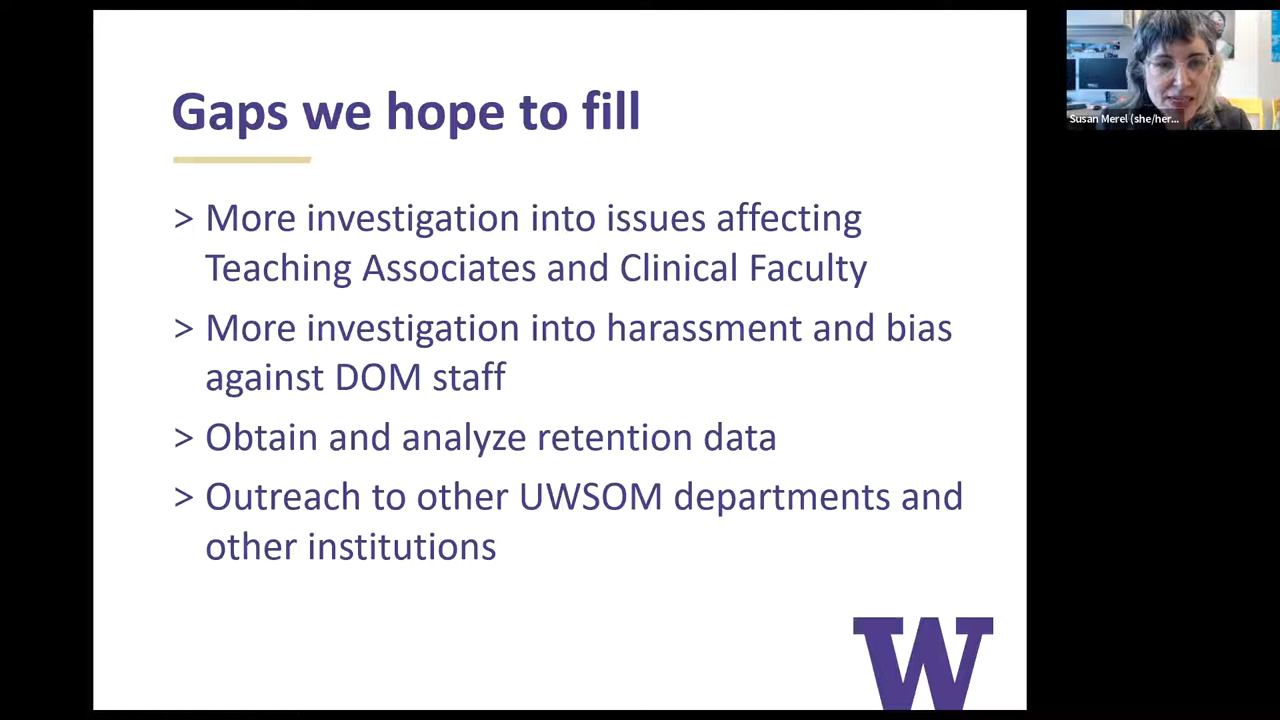 Gaps we hope to fill
> More investigation into issues affecting
Teaching Associates and Clinical Faculty
> More investigation into harassment and bias
against DOM staff
> Obtain and analyze retention data
> Outreach to other UWSOM departments and
other institutions
W
Susan Merel (she/her...